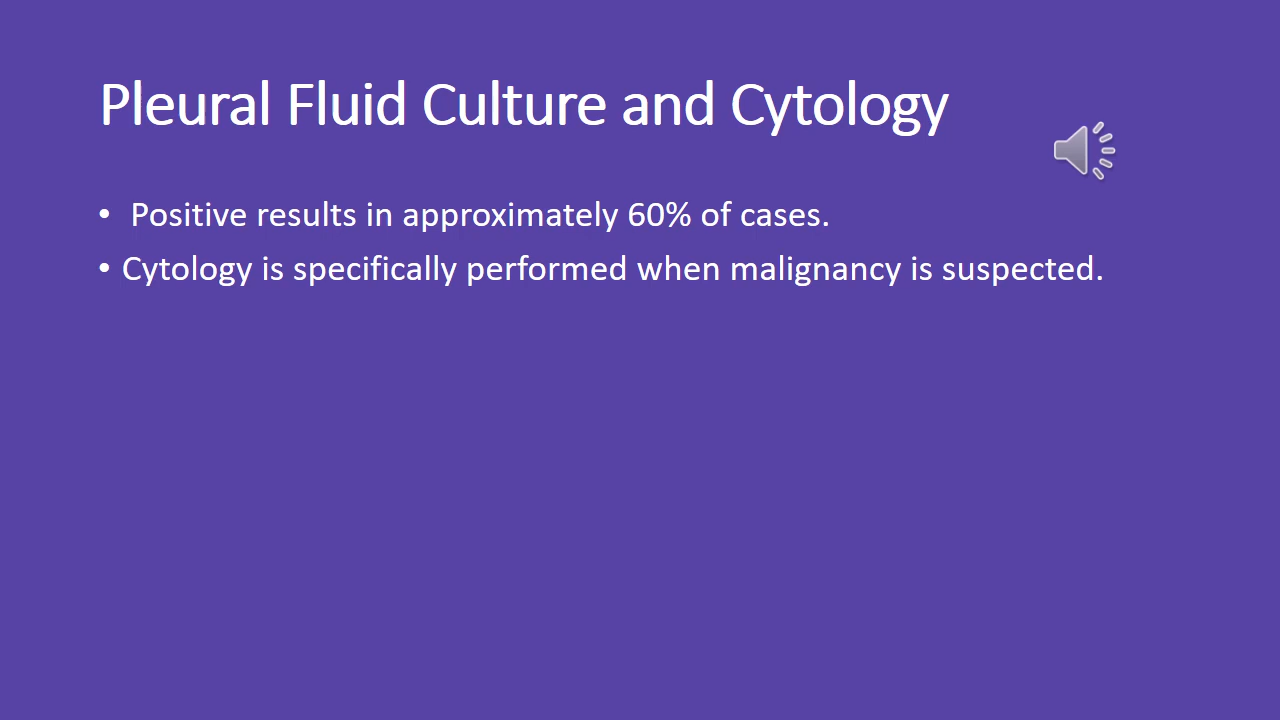 Pleural Fluid Culture and Cytology
• Positive results in approximately 60% of cases.
• Cytology is specifically performed when malignancy is suspected.